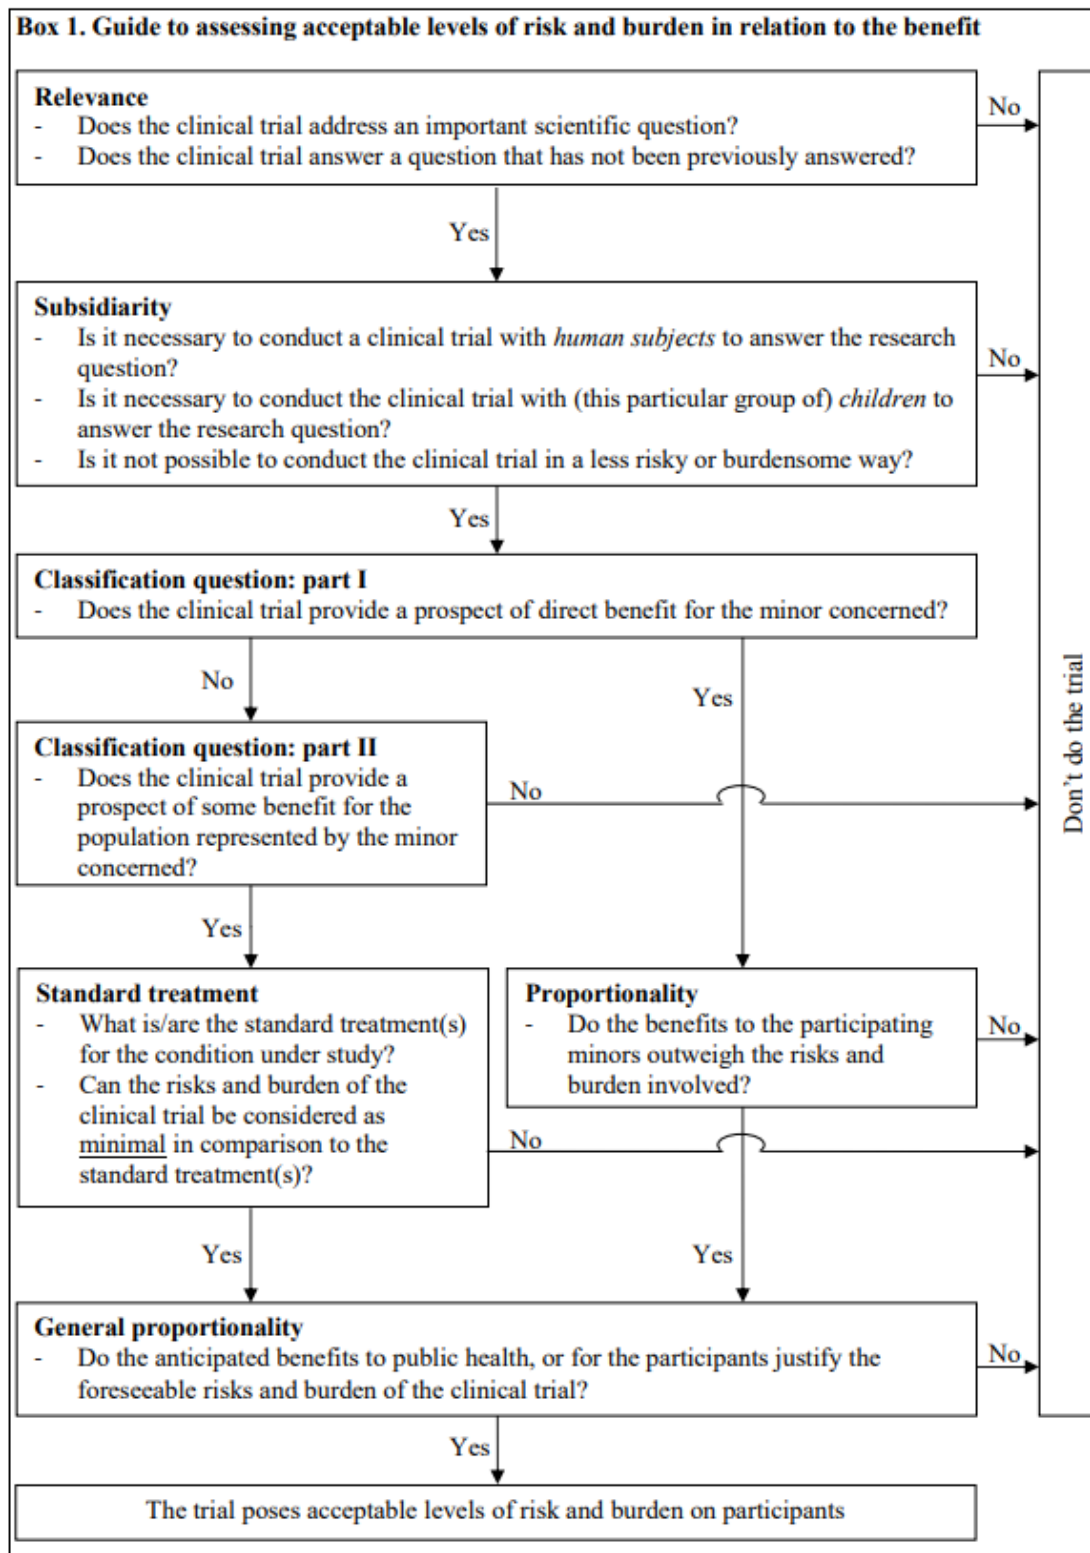 Box 1. Guide to assessing acceptable levels of risk and burden in relation to the benefit
Relevance
- Does the clinical trial address an important scientific question?
- Does the clinical trial answer a question that has not been previously answered?
No
Yes
Subsidiarity
- Is it necessary to conduct a clinical trial with human subjects to answer the research
question?
- Is it necessary to conduct the clinical trial with (this particular group of) children to
answer the research question?
- Is it not possible to conduct the clinical trial in a less risky or burdensome way?
No
Yes
Classification question: part I
- Does the clinical trial provide a prospect of direct benefit for the minor concerned?
No
Yes
Don't do the trial
Classification question: part II
- Does the clinical trial provide a
prospect of some benefit for the
population represented by the minor
concerned?
No
Yes
Standard treatment
- What is/are the standard treatment(s)
for the condition under study?
- Can the risks and burden of the
clinical trial be considered as
minimal in comparison to the
standard treatment(s)?
No
Proportionality
- Do the benefits to the participating
minors outweigh the risks and
burden involved?
No
Yes
Yes
General proportionality
- Do the anticipated benefits to public health, or for the participants justify the
foreseeable risks and burden of the clinical trial?
No
Yes
The trial poses acceptable levels of risk and burden on participants